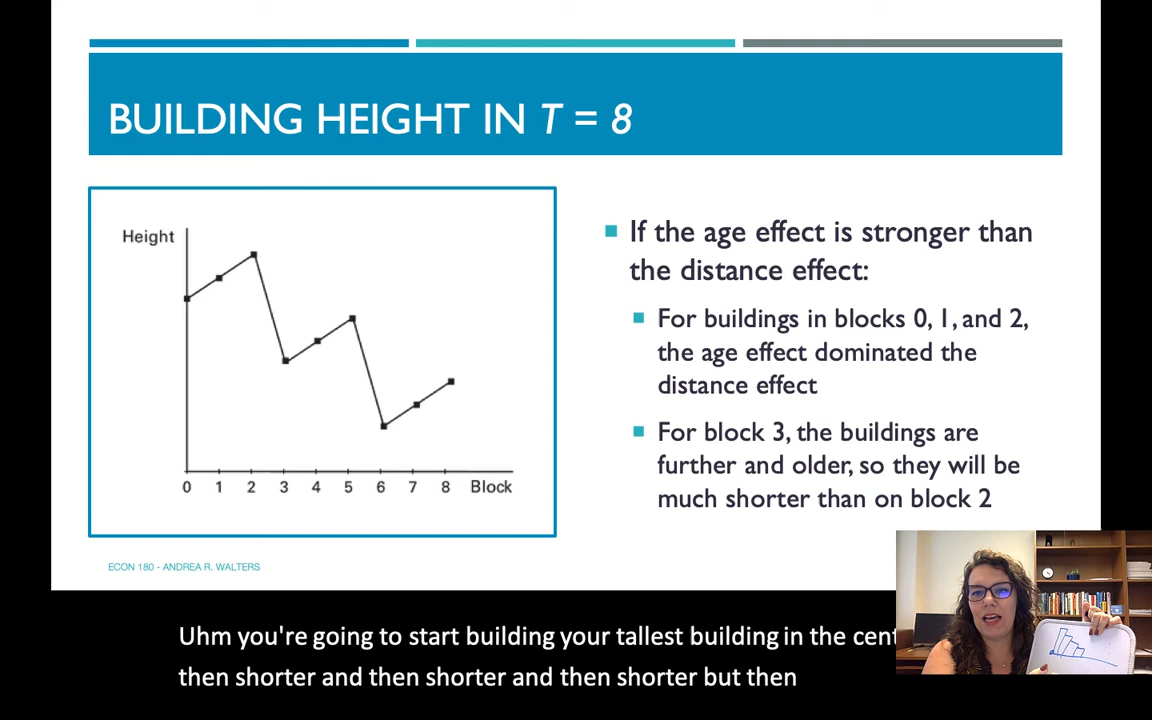 BUILDING HEIGHT IN T = 8
Height
0 1 2 3 4 5 6 7 8 Block
If the age effect is stronger than
the distance effect:
For buildings in blocks 0, 1, and 2,
the age effect dominated the
distance effect
For block 3, the buildings are
further and older, so they will be
much shorter than on block 2
ECON 180 - ANDREA R. WALTERS
Uhm you're going to start building your tallest building in the
then shorter and then shorter and then shorter but then